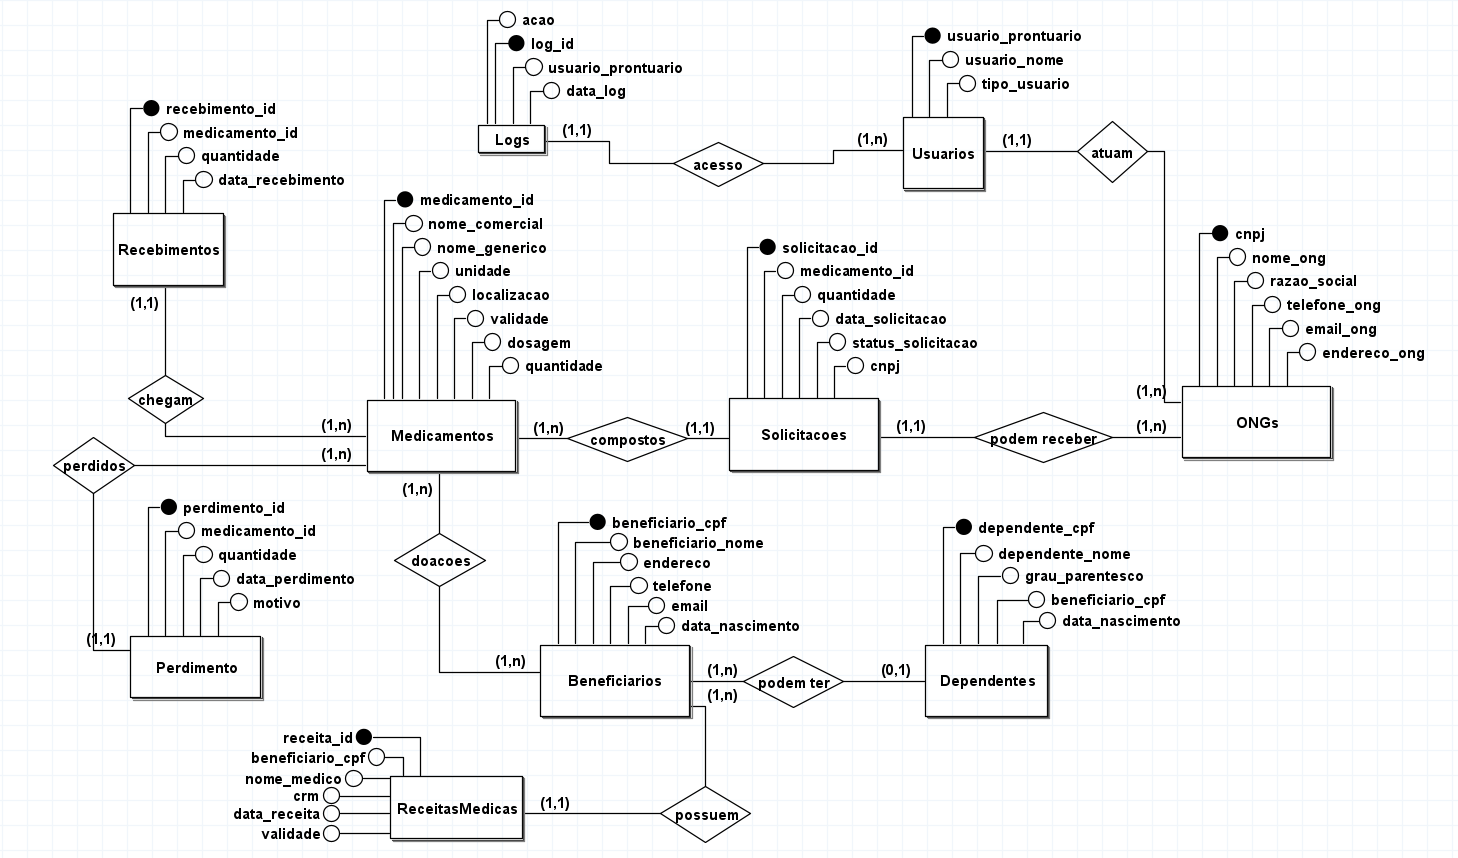 acao
log_id
usuario_prontuario
data_log
Logs
(1,1)
acesso
(1,n)
usuario_prontuario
usuario_nome
tipo_usuario
Usuarios
(1,1)
atuam
(1,n)
recebimento_id
medicamento_id
quantidade
data_recebimento
Recebimentos
(1,1)
chegam
(1,n)
medicamento_id
nome_comercial
nome_generico
unidade
localizacao
validade
dosagem
quantidade
Medicamentos
(1,n)
compostos
(1,1)
solicitacao_id
medicamento_id
quantidade
data_solicitacao
status_solicitacao
cnpj
Solicitacoes
(1,1)
podem receber
(1,n)
cnpj
nome_ong
razao_social
telefone_ong
email_ong
endereco_ong
ONGs
perdidos
(1,n)
(1,1)
perdimento_id
medicamento_id
quantidade
data_perdimento
motivo
Perdimento
(1,n)
doacoes
(1,n)
beneficiario_cpf
beneficiario_nome
endereco
telefone
email
data_nascimento
Beneficiarios
(1,n)
podem ter
(0,1)
dependente_cpf
dependente_nome
grau_parentesco
beneficiario_cpf
data_nascimento
Dependentes
(1,n)
possuem
(1,1)
receita_id
beneficiario_cpf
nome_medico
crm
data_receita
validade
ReceitasMedicas